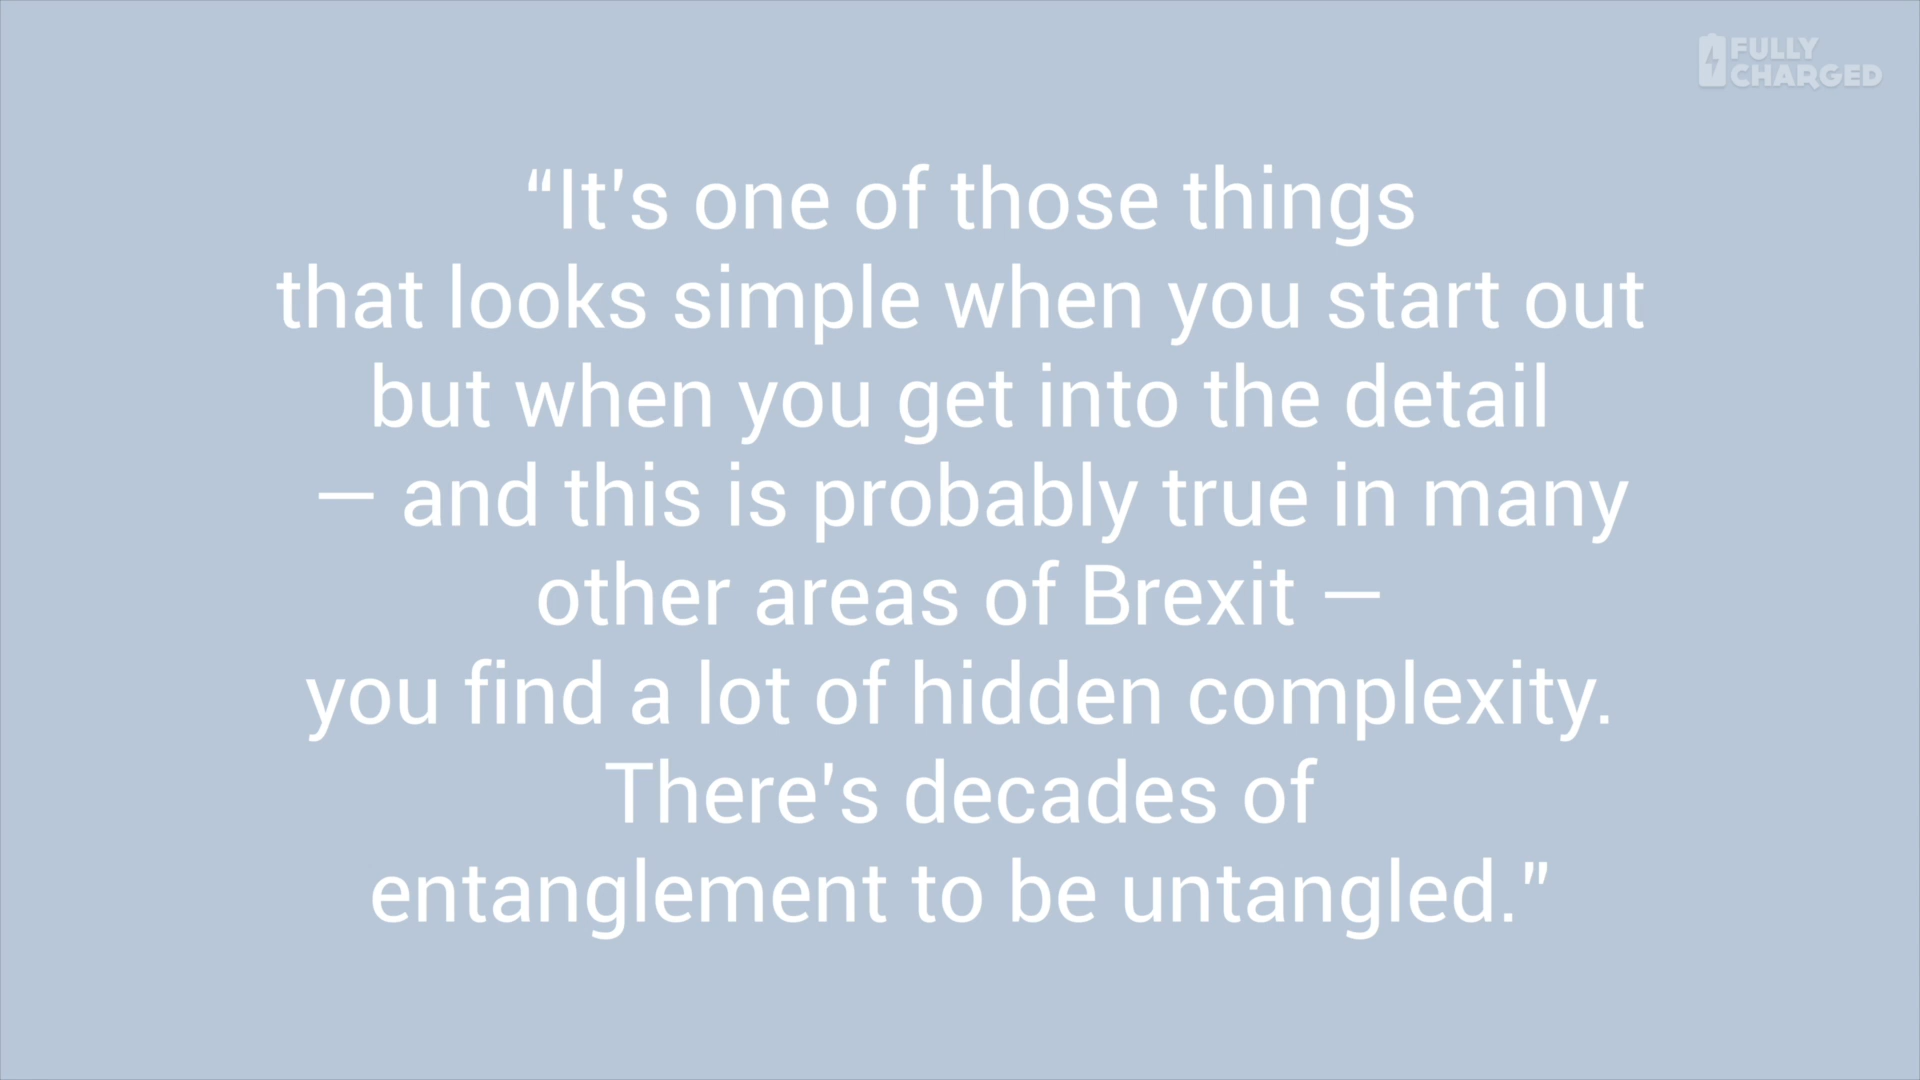 FULLY
CHARGED
“It's one of those things
that looks simple when you start out
but when you get into the detail
— and this is probably true in many
other areas of Brexit —
you find a lot of hidden complexity.
There's decades of
entanglement to be untangled.”